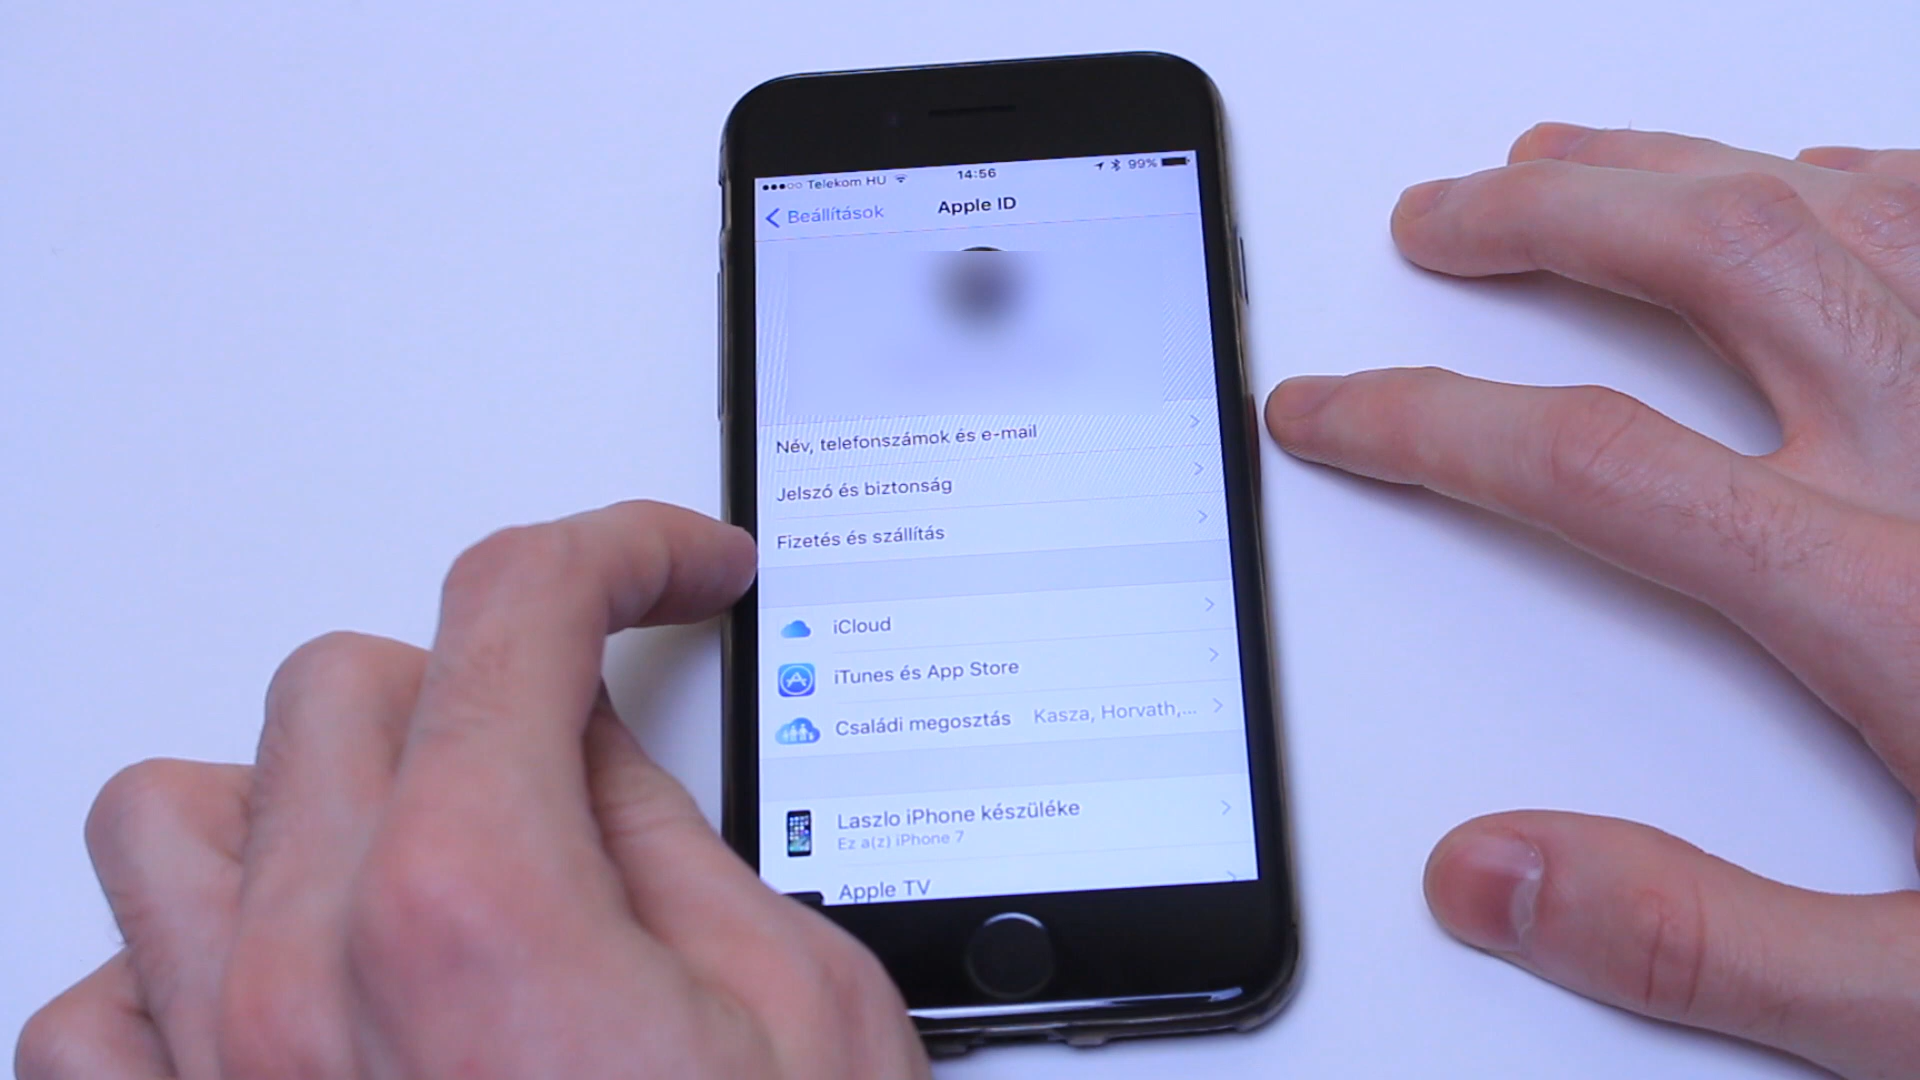 Telekom HU 14:56 99%
Beállítások Apple ID
Név, telefonszámok és e-mail
Jelszó és biztonság
Fizetés és szállítás
iCloud
iTunes és App Store
Családi megosztás Kasza, Horvath,...
Laszlo iPhone készüléke
Ez a(z) iPhone 7
Apple TV